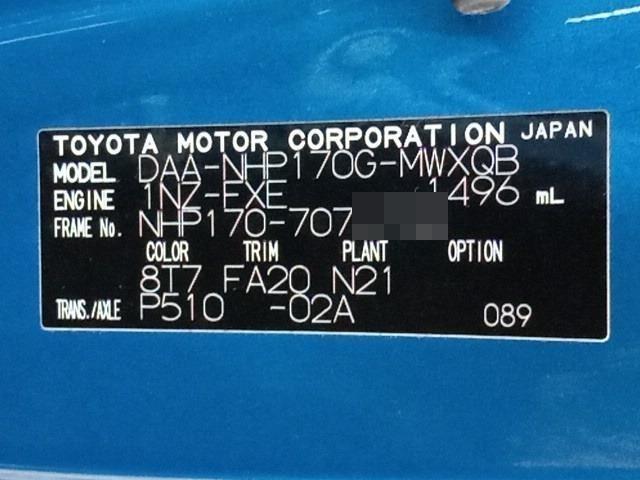 TOYOTA MOTOR CORPORATION JAPAN
MODEL DAA-NHP170G-MWXQB
ENGINE 1NZ-FXE 1496 mL
FRAME No. NHP170-707
COLOR TRIM PLANT OPTION
8T7 FA20 N21
TRANS./AXLE P510 -02A 089